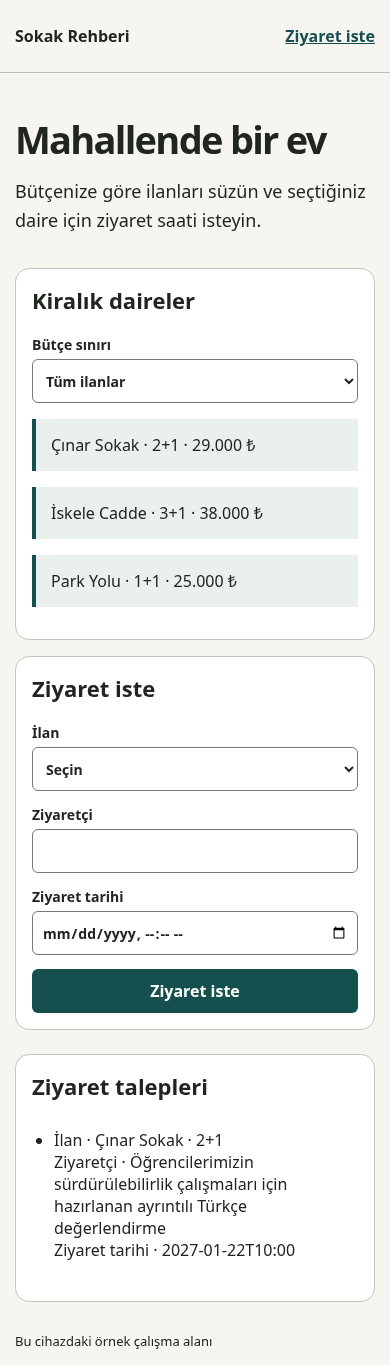 Sokak Rehberi
Ziyaret iste
Mahallende bir ev
Bütçenize göre ilanları süzün ve seçtiğiniz
daire için ziyaret saati isteyin.
Kiralık daireler
Bütçe sınırı
Tüm ilanlar
Çınar Sokak · 2+1 · 29.000 ₺
İskele Cadde · 3+1 · 38.000 ₺
Park Yolu · 1+1 · 25.000 ₺
Ziyaret iste
İlan
Seçin
Ziyaretçi
Ziyaret tarihi
mm/dd/yyyy, --:-- --
Ziyaret iste
Ziyaret talepleri
İlan · Çınar Sokak · 2+1
Ziyaretçi · Öğrencilerimizin
sürdürülebilirlik çalışmaları için
hazırlanan ayrıntılı Türkçe
değerlendirme
Ziyaret tarihi · 2027-01-22T10:00
Bu cihazdaki örnek çalışma alanı